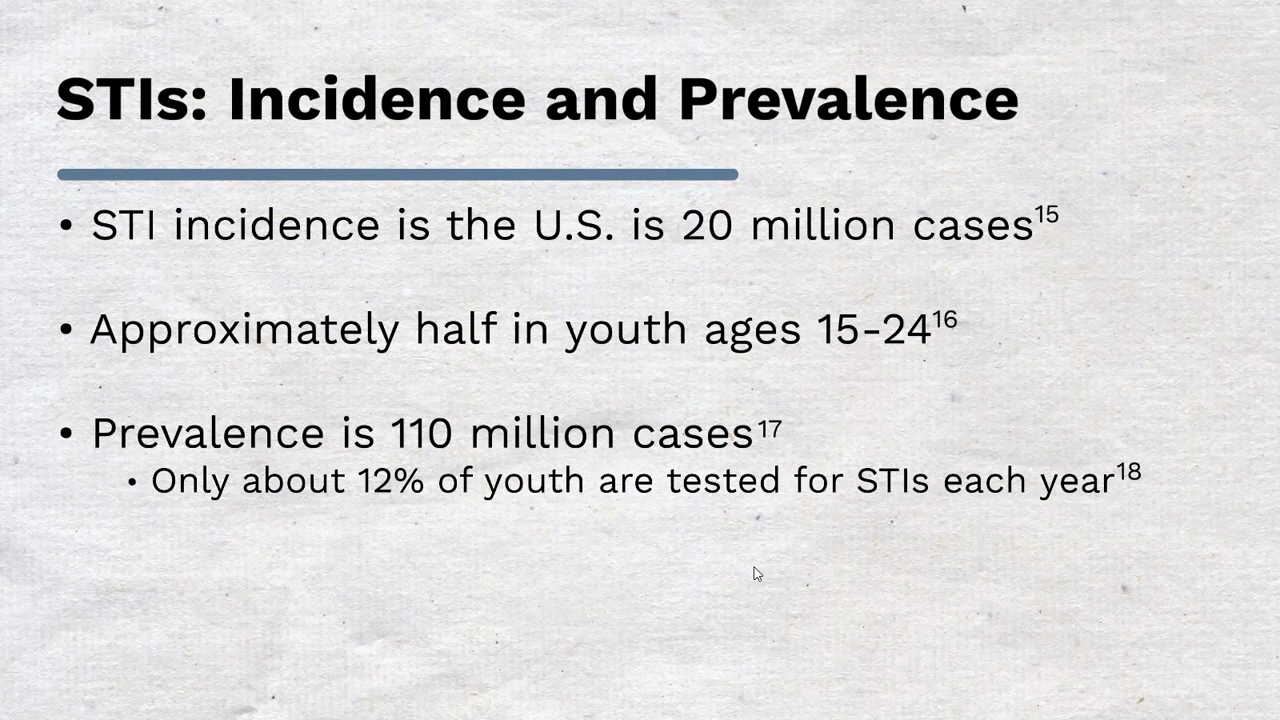 STIs: Incidence and Prevalence
• STI incidence is the U.S. is 20 million cases¹⁵
• Approximately half in youth ages 15-24¹⁶
• Prevalence is 110 million cases¹⁷
• Only about 12% of youth are tested for STIs each year¹⁸